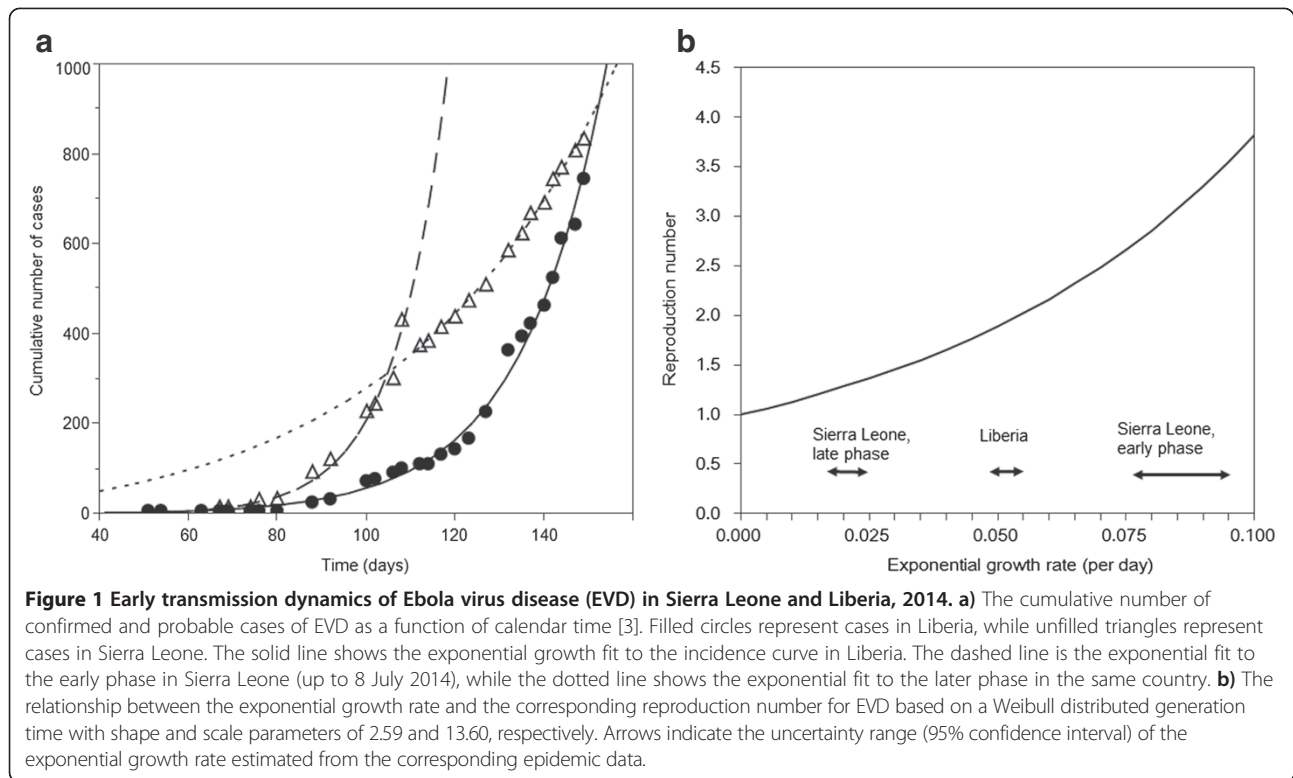 a
1000
800
600
400
200
0
Cumulative number of cases
40 60 80 100 120 140
Time (days)
b
4.5
4.0
3.5
3.0
2.5
2.0
1.5
1.0
0.5
0.0
Reproduction number
Sierra Leone,
late phase
Liberia
Sierra Leone,
early phase
0.000 0.025 0.050 0.075 0.100
Exponential growth rate (per day)
Figure 1 Early transmission dynamics of Ebola virus disease (EVD) in Sierra Leone and Liberia, 2014. a) The cumulative number of
confirmed and probable cases of EVD as a function of calendar time [3]. Filled circles represent cases in Liberia, while unfilled triangles represent
cases in Sierra Leone. The solid line shows the exponential growth fit to the incidence curve in Liberia. The dashed line is the exponential fit to
the early phase in Sierra Leone (up to 8 July 2014), while the dotted line shows the exponential fit to the later phase in the same country. b) The
relationship between the exponential growth rate and the corresponding reproduction number for EVD based on a Weibull distributed generation
time with shape and scale parameters of 2.59 and 13.60, respectively. Arrows indicate the uncertainty range (95% confidence interval) of the
exponential growth rate estimated from the corresponding epidemic data.